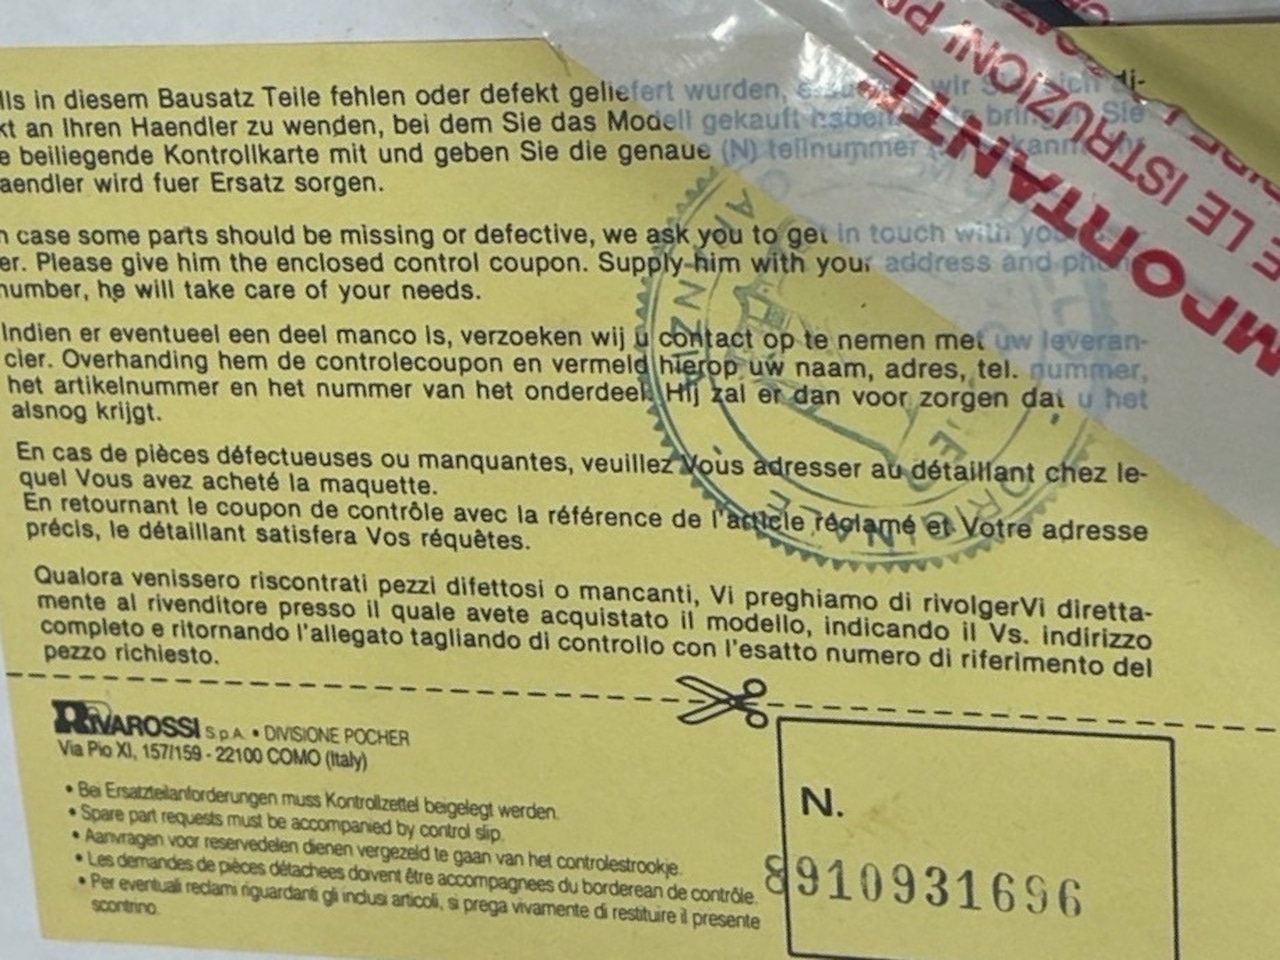 lls in diesem Bausatz Teile fehlen oder defekt geliefert wurden, wir di-
kt an Ihren Haendler zu wenden, bei dem Sie das Modell gekauft haben. bringen Sie
e beiliegende Kontrollkarte mit und geben Sie die genaue (N) teilnummer
aendler wird fuer Ersatz sorgen.
n case some parts should be missing or defective, we ask you to get in touch with
er. Please give him the enclosed control coupon. Supply him with your address and
number, he will take care of your needs.
Indien er eventueel een deel manco is, verzoeken wij u contact op te nemen met uw leveran-
cier. Overhanding hem de controlecoupon en vermeld hierop uw naam, adres, tel. nummer,
het artikelnummer en het nummer van het onderdeel. Hij zal er dan voor zorgen dat u het
alsnog krijgt.
En cas de pièces défectueuses ou manquantes, veuillez Vous adresser au détaillant chez le-
quel Vous avez acheté la maquette.
En retournant le coupon de contrôle avec la référence de l'article réclamé et Votre adresse
précis, le détaillant satisfera Vos réquêtes.
Qualora venissero riscontrati pezzi difettosi o mancanti, Vi preghiamo di rivolgerVi diretta-
mente al rivenditore presso il quale avete acquistato il modello, indicando il Vs. indirizzo
completo e ritornando l'allegato tagliando di controllo con l'esatto numero di riferimento del
pezzo richiesto.
RIVAROSSI S.p.A. • DIVISIONE POCHER
Via Pio XI, 157/159 - 22100 COMO (Italy)
• Bei Ersatzteilanforderungen muss Kontrollzettel beigelegt werden.
• Spare part requests must be accompanied by control slip.
• Aanvragen voor reservedelen dienen vergezeld te gaan van het controlestrookje.
• Les demandes de pièces détachees doivent être accompagnees du borderean de contrôle.
• Per eventuali reclami riguardanti gli inclusi articoli, si prega vivamente di restituire il presente
scontrino.
N.
8910931696
MPORTANTE
LE ISTRUZIONI
ORIGINALE